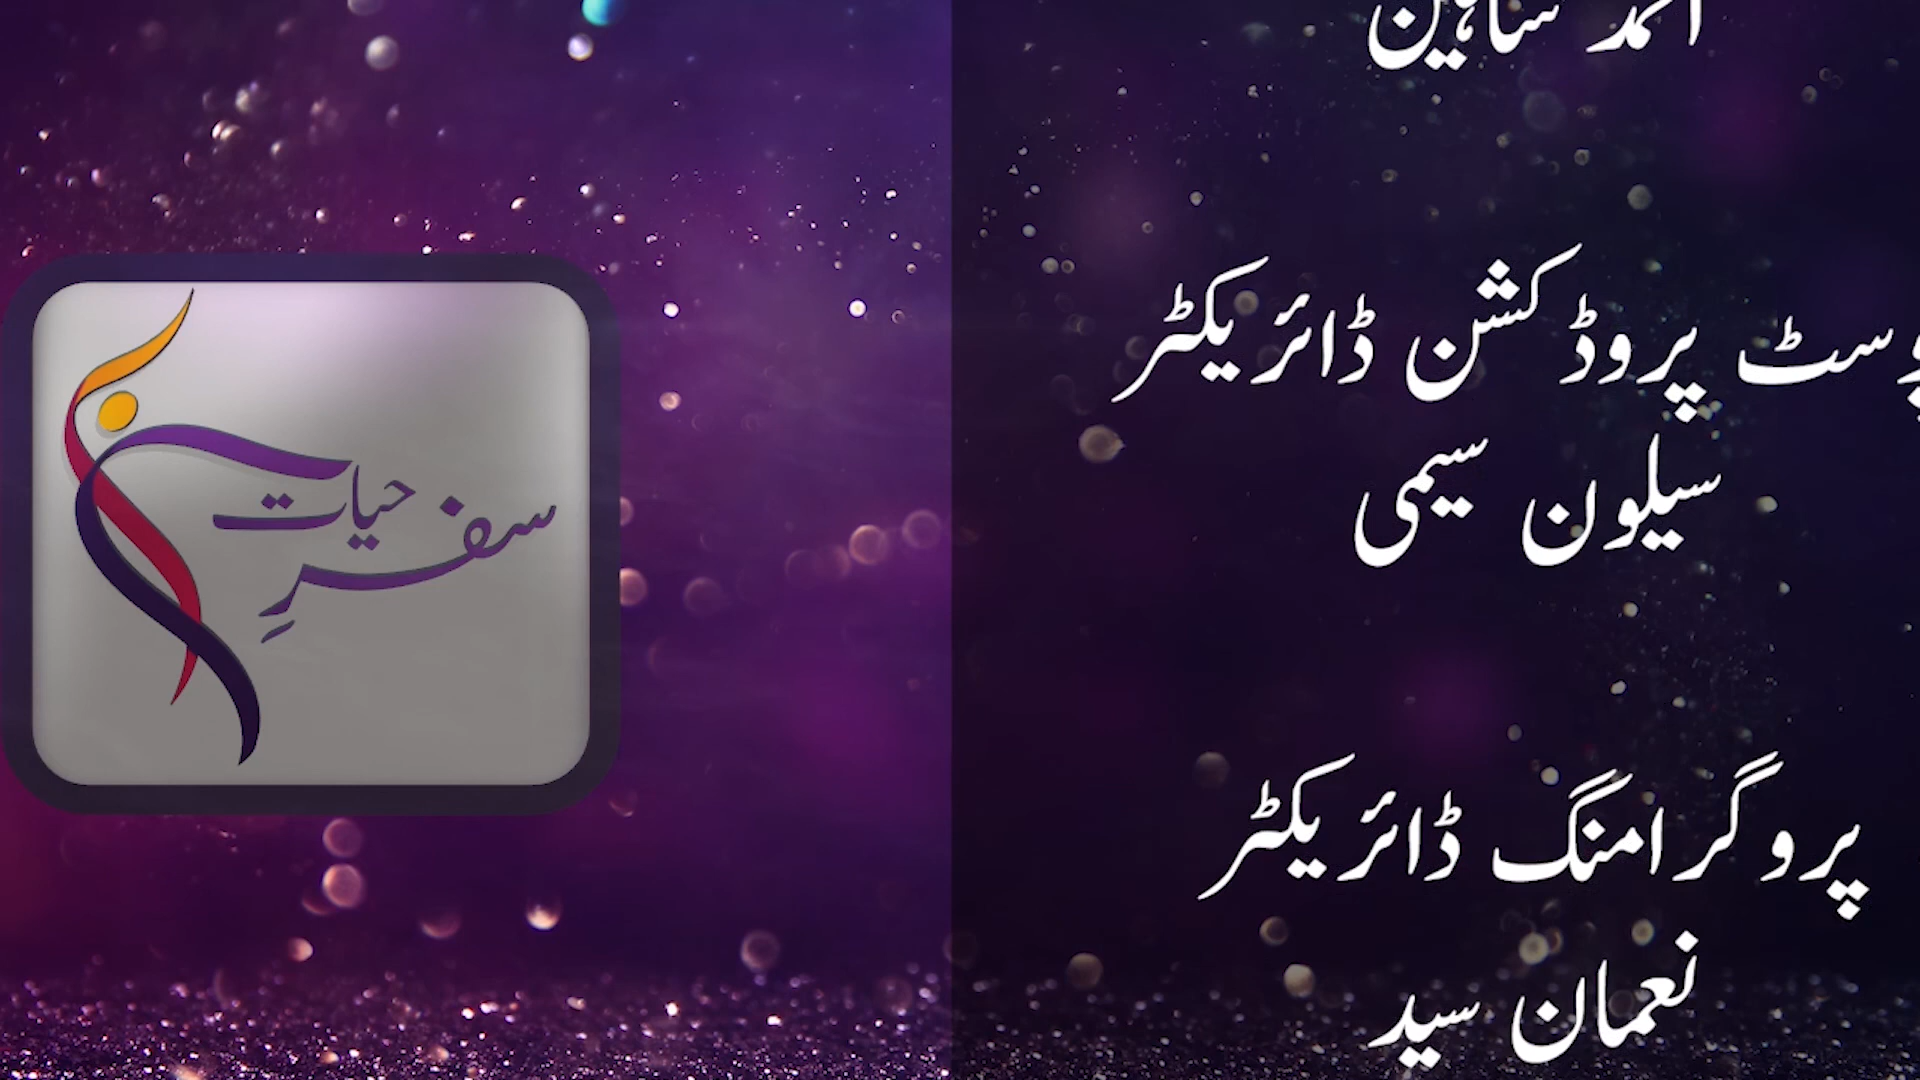 سفرِ حیات
احمد شاہین
پوسٹ پروڈکشن ڈائریکٹر
سیلون سیمی
پروگرامنگ ڈائریکٹر
نعمان سید